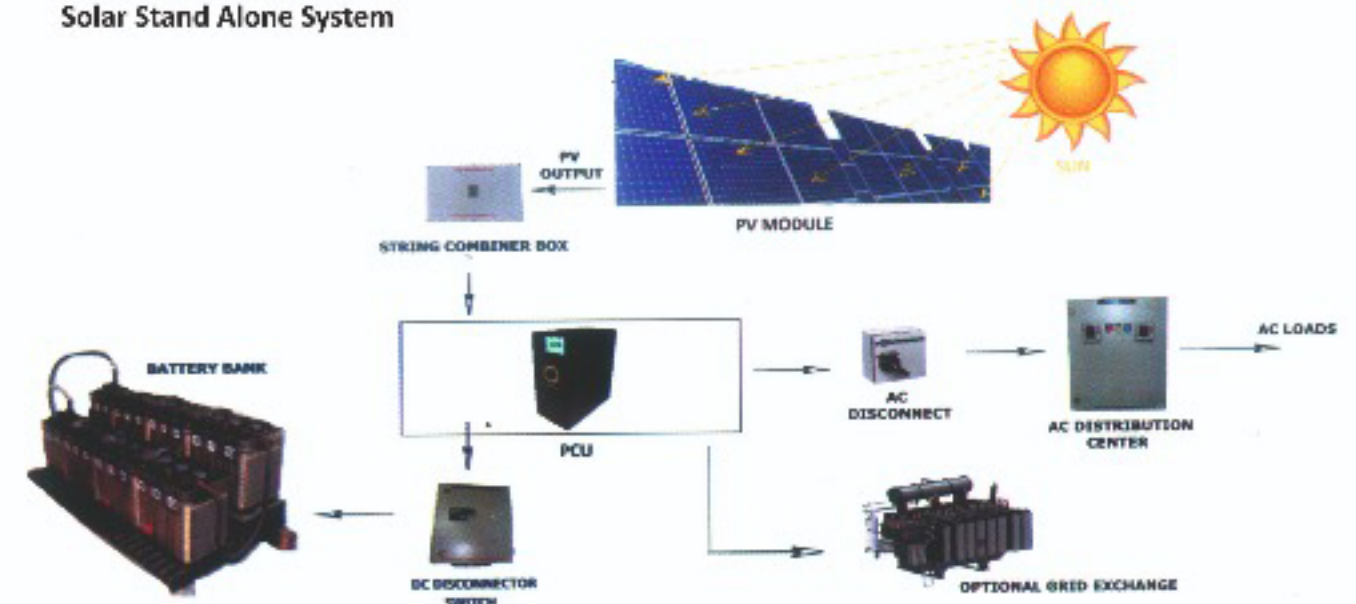 Solar Stand Alone System
SUN
PV
OUTPUT
PV MODULE
STRING COMBINER BOX
AC LOADS
BATTERY BANK
AC
DISCONNECT
AC DISTRIBUTION
CENTER
PCU
DC DISCONNECTOR
SWITCH
OPTIONAL GRID EXCHANGE